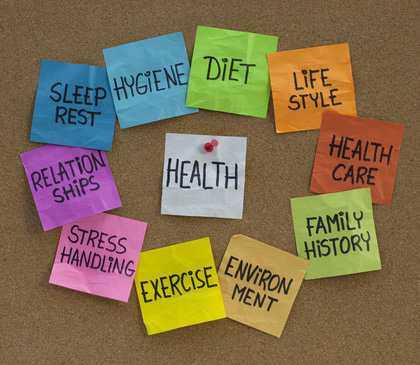 SLEEP
REST
HYGIENE
DIET
LIFE
STYLE
HEALTH
CARE
FAMILY
HISTORY
ENVIRON
MENT
EXERCISE
STRESS
HANDLING
RELATION
SHIPS
HEALTH